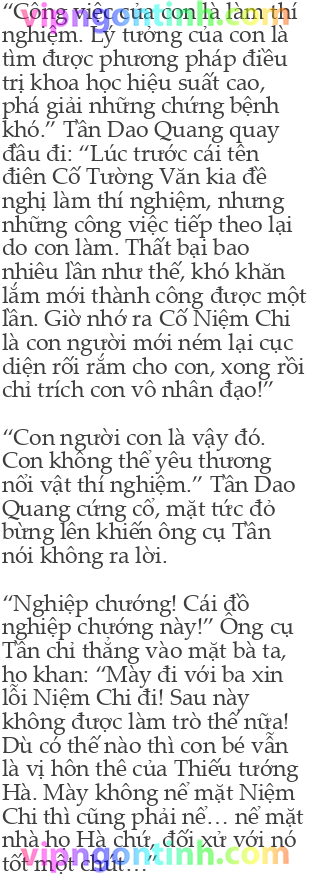 “Công việc của con là làm thí
nghiệm. Lý tưởng của con là
tìm được phương pháp điều
trị khoa học hiệu suất cao,
phá giải những chứng bệnh
khó.” Tần Dao Quang quay
đầu đi: “Lúc trước cái tên
điên Cố Tường Văn kia đề
nghị làm thí nghiệm, nhưng
những công việc tiếp theo lại
do con làm. Thất bại bao
nhiêu lần như thế, khó khăn
lắm mới thành công được một
lần. Giờ nhớ ra Cố Niệm Chi
là con người mới ném lại cục
diện rối rắm cho con, xong rồi
chỉ trích con vô nhân đạo!”
“Con người con là vậy đó.
Con không thể yêu thương
nổi vật thí nghiệm.” Tần Dao
Quang cứng cổ, mặt tức đỏ
bừng lên khiến ông cụ Tần
nói không ra lời.
“Nghiệp chướng! Cái đồ
nghiệp chướng này!” Ông cụ
Tần chỉ thẳng vào mặt bà ta,
ho khan: “Mày đi với ba xin
lỗi Niệm Chi đi! Sau này
không được làm trò thế nữa!
Dù có thế nào thì con bé vẫn
là vị hôn thê của Thiếu tướng
Hà. Mày không nể mặt Niệm
Chi thì cũng phải nể… nể mặt
nhà họ Hà chứ, đối xử với nó
tốt một chút…”
vipngontinh.com
vipngontinh.com
vipngontinh.com